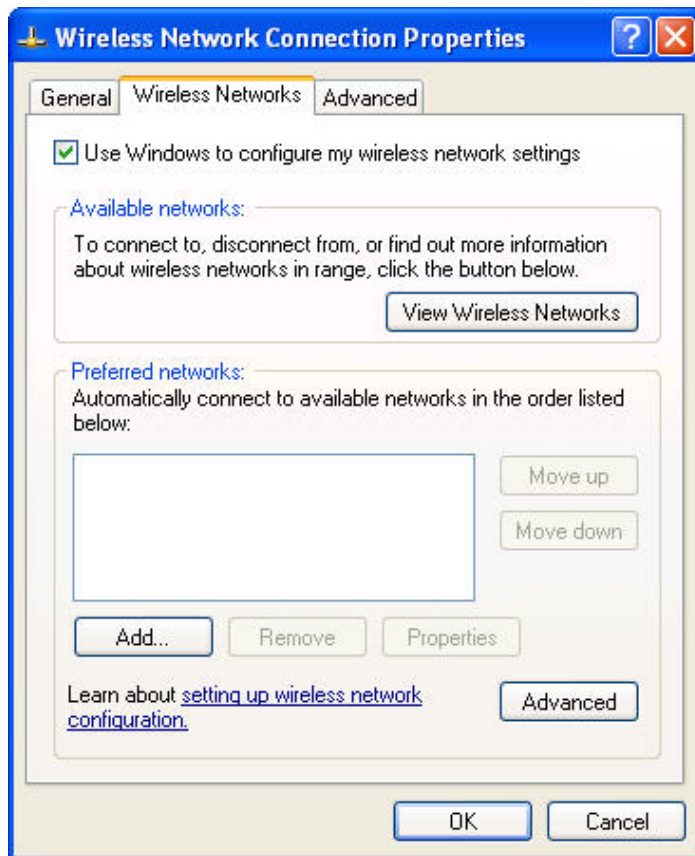 Wireless Network Connection Properties
General Wireless Networks Advanced
Use Windows to configure my wireless network settings
Available networks:
To connect to, disconnect from, or find out more information
about wireless networks in range, click the button below.
View Wireless Networks
Preferred networks:
Automatically connect to available networks in the order listed
below:
Move up
Move down
Add... Remove Properties
Learn about setting up wireless network
configuration.
Advanced
OK Cancel